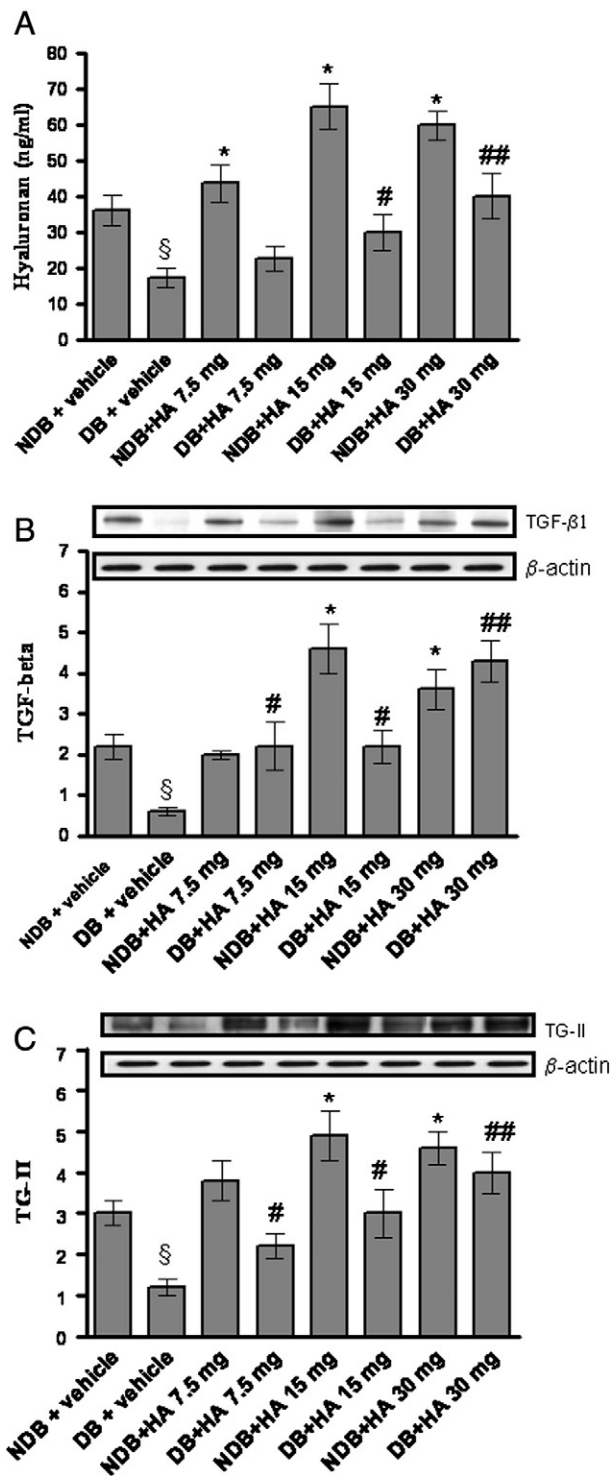 A
Hyaluronan (ng/ml)
80
70
60
50
40
30
20
10
0
§
*
*
#
*
##
NDB + vehicle
DB + vehicle
NDB+HA 7.5 mg
DB+HA 7.5 mg
NDB+HA 15 mg
DB+HA 15 mg
NDB+HA 30 mg
DB+HA 30 mg
B
TGF-β1
β-actin
TGF-beta
7
6
5
4
3
2
1
0
§
#
*
#
*
##
NDB + vehicle
DB + vehicle
NDB+HA 7.5 mg
DB+HA 7.5 mg
NDB+HA 15 mg
DB+HA 15 mg
NDB+HA 30 mg
DB+HA 30 mg
C
TG-II
β-actin
TG-II
7
6
5
4
3
2
1
0
§
#
*
#
*
##
NDB + vehicle
DB + vehicle
NDB+HA 7.5 mg
DB+HA 7.5 mg
NDB+HA 15 mg
DB+HA 15 mg
NDB+HA 30 mg
DB+HA 30 mg